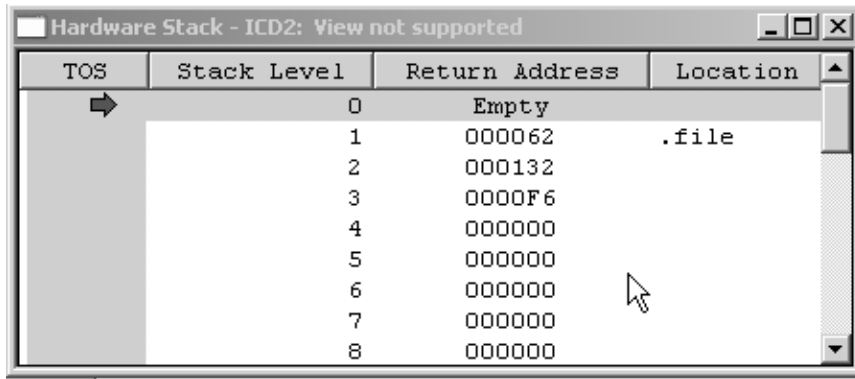 Hardware Stack - ICD2: View not supported
TOS Stack Level Return Address Location
0 Empty
1 000062 .file
2 000132
3 0000F6
4 000000
5 000000
6 000000
7 000000
8 000000